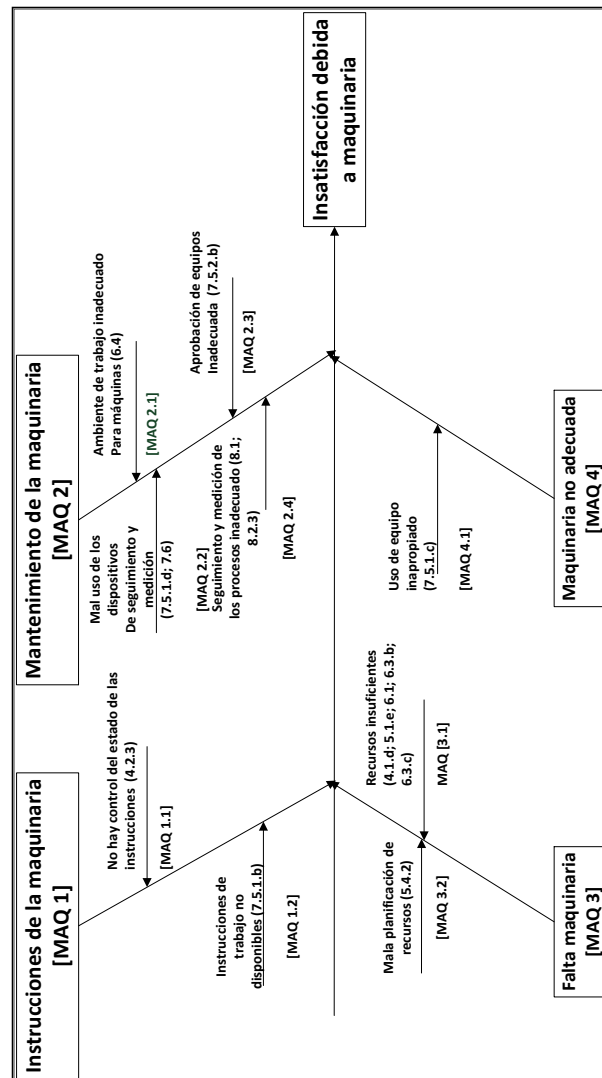 Instrucciones de la maquinaria
[MAQ 1]
No hay control del estado de las
instrucciones (4.2.3)
[MAQ 1.1]
Instrucciones de
trabajo no
disponibles (7.5.1.b)
[MAQ 1.2]
Mantenimiento de la maquinaria
[MAQ 2]
Ambiente de trabajo inadecuado
Para máquinas (6.4)
[MAQ 2.1]
Mal uso de los
dispositivos
De seguimiento y
medición
(7.5.1.d; 7.6)
[MAQ 2.2]
Aprobación de equipos
Inadecuada (7.5.2.b)
[MAQ 2.3]
Seguimiento y medición de
los procesos inadecuado (8.1;
8.2.3)
[MAQ 2.4]
Insatisfacción debida
a maquinaria
Recursos insuficientes
(4.1.d; 5.1.e; 6.1; 6.3.b;
6.3.c)
MAQ [3.1]
Mala planificación de
recursos (5.4.2)
[MAQ 3.2]
Falta maquinaria
[MAQ 3]
Uso de equipo
inapropiado
(7.5.1.c)
[MAQ 4.1]
Maquinaria no adecuada
[MAQ 4]